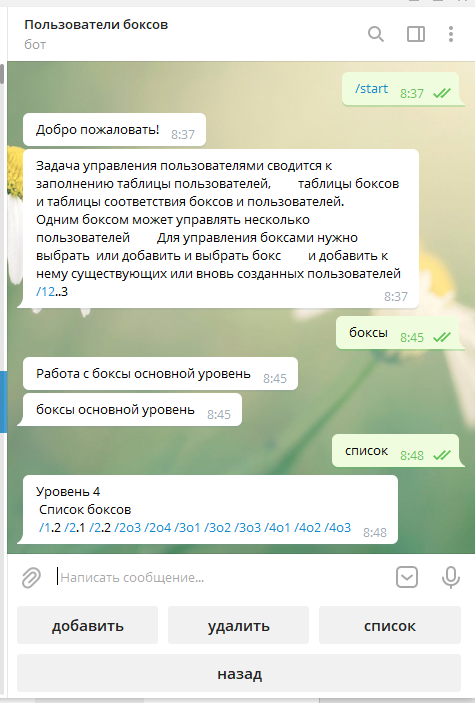 Пользователи боксов
бот
/start 8:37
Добро пожаловать! 8:37
Задача управления пользователями сводится к
заполнению таблицы пользователей, таблицы боксов
и таблицы соответствия боксов и пользователей.
Одним боксом может управлять несколько
пользователей Для управления боксами нужно
выбрать или добавить и выбрать бокс и добавить к
нему существующих или вновь созданных пользователей
/12..3 8:37
боксы 8:45
Работа с боксы основной уровень 8:45
боксы основной уровень 8:45
список 8:48
Уровень 4
Список боксов
/1.2 /2.1 /2.2 /2o3 /2o4 /3o1 /3o2 /3o3 /4o1 /4o2 /4o3 8:48
Написать сообщение...
добавить удалить список
назад